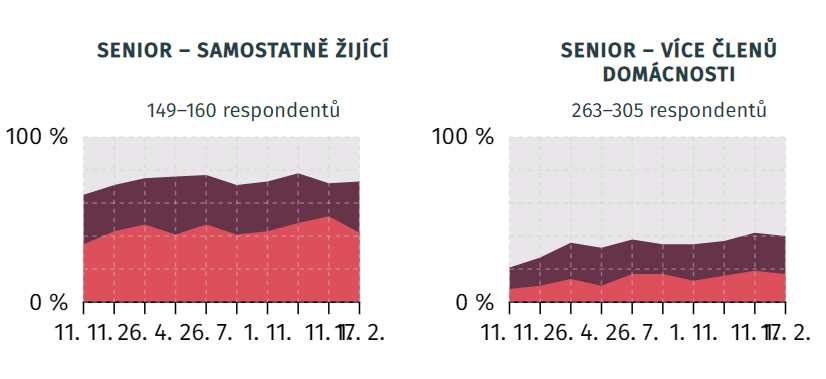 SENIOR – SAMOSTATNĚ ŽIJÍCÍ
149–160 respondentů
100 %
0 %
11. 11. 26. 4. 26. 7. 1. 11. 11. 11. 17. 2.
SENIOR – VÍCE ČLENŮ
DOMÁCNOSTI
263–305 respondentů
100 %
0 %
11. 11. 26. 4. 26. 7. 1. 11. 11. 11. 17. 2.